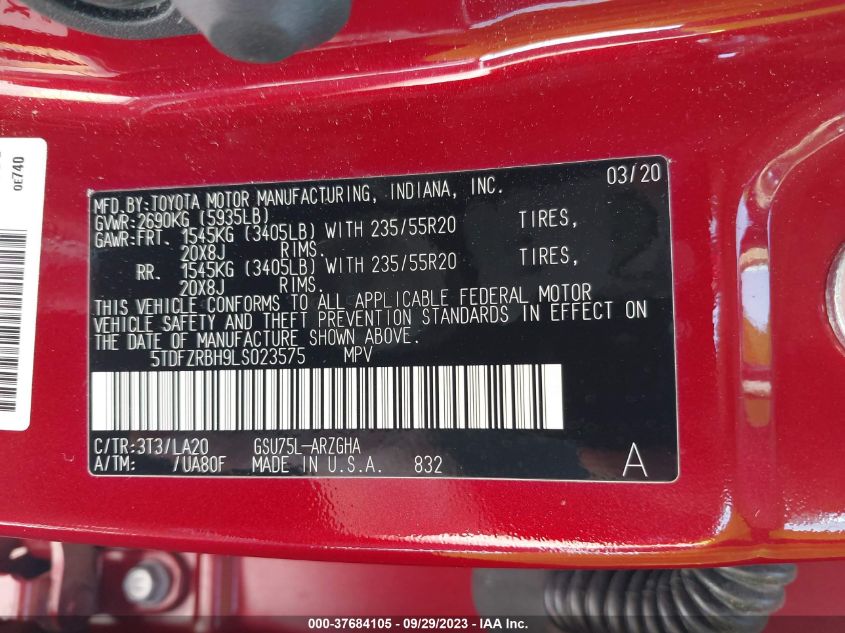 0E740
MFD.BY:TOYOTA MOTOR MANUFACTURING, INDIANA, INC. 03/20
GVWR:2690KG (5935LB)
GAWR:FRT. 1545KG (3405LB) WITH 235/55R20 TIRES,
20X8J RIMS.
RR. 1545KG (3405LB) WITH 235/55R20 TIRES,
20X8J RIMS.
THIS VEHICLE CONFORMS TO ALL APPLICABLE FEDERAL MOTOR
VEHICLE SAFETY AND THEFT PREVENTION STANDARDS IN EFFECT ON
THE DATE OF MANUFACTURE SHOWN ABOVE.
5TDFZRBH9LS023575 MPV
C/TR:3T3/LA20 GSU75L-ARZGHA
A/TM: /UA80F MADE IN U.S.A. 832 A
000-37684105 - 09/29/2023 - IAA Inc.